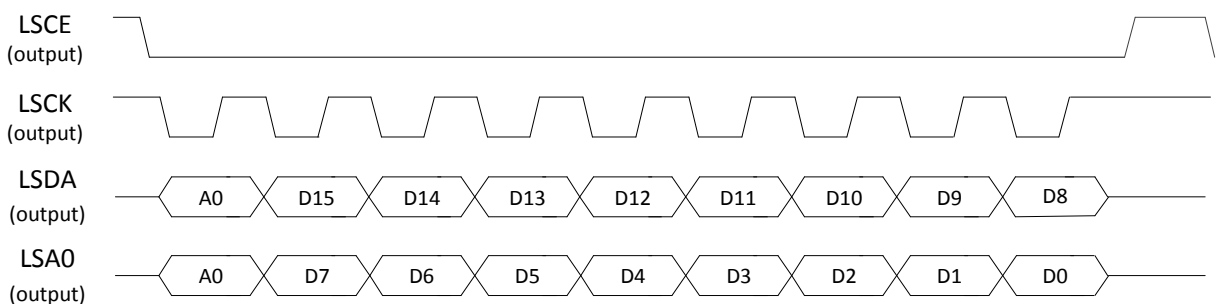 LSCE
(output)
LSCK
(output)
LSDA
(output)
A0 D15 D14 D13 D12 D11 D10 D9 D8
LSA0
(output)
A0 D7 D6 D5 D4 D3 D2 D1 D0